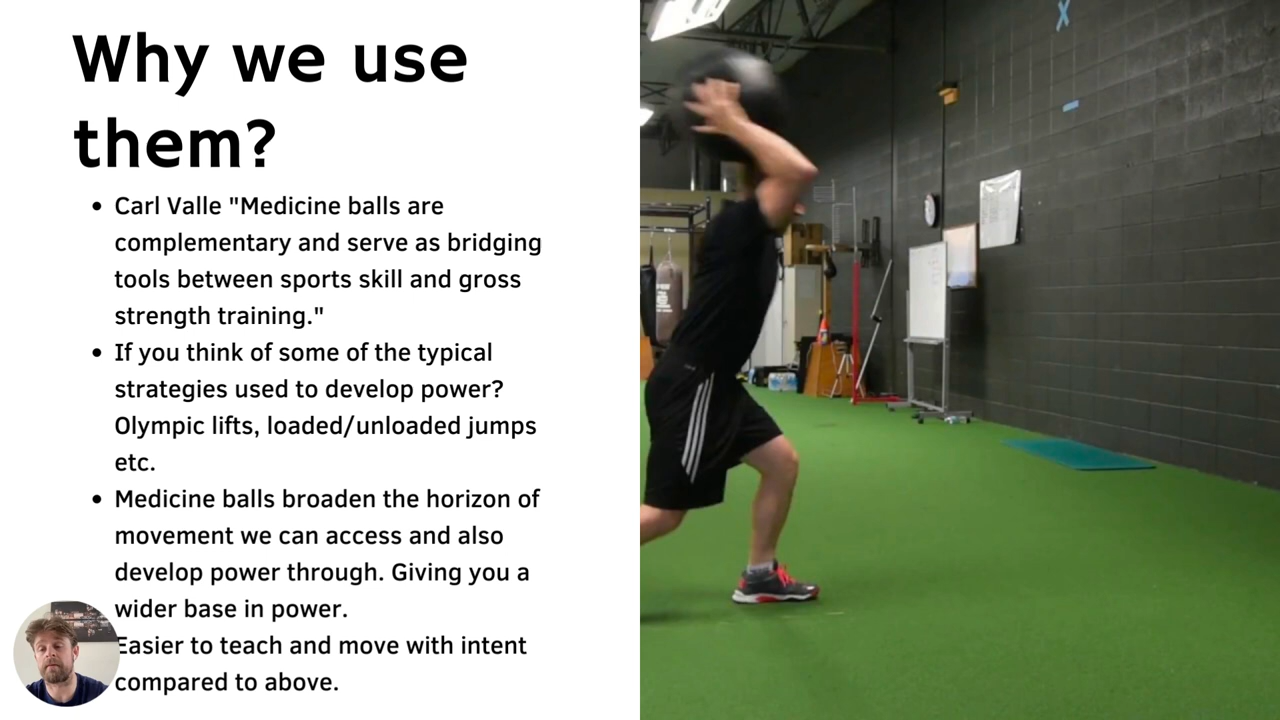 Why we use
them?
• Carl Valle "Medicine balls are
complementary and serve as bridging
tools between sports skill and gross
strength training."
• If you think of some of the typical
strategies used to develop power?
Olympic lifts, loaded/unloaded jumps
etc.
• Medicine balls broaden the horizon of
movement we can access and also
develop power through. Giving you a
wider base in power.
Easier to teach and move with intent
compared to above.